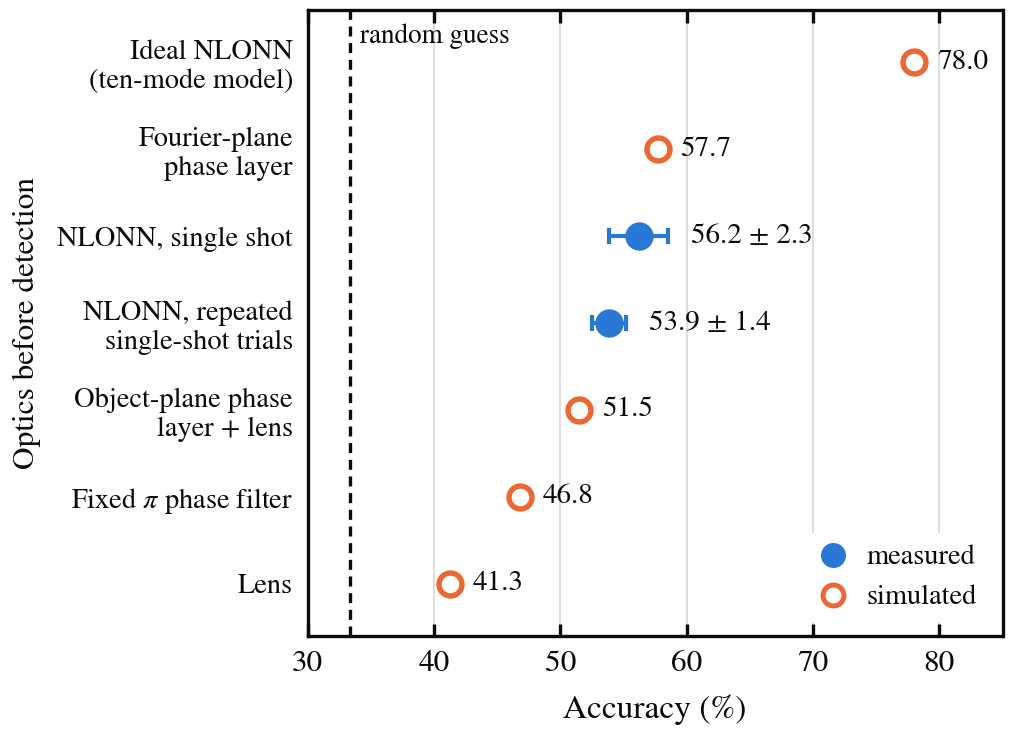 random guess
Ideal NLONN
(ten-mode model)
78.0
Fourier-plane
phase layer
57.7
NLONN, single shot
56.2 ± 2.3
NLONN, repeated
single-shot trials
53.9 ± 1.4
Object-plane phase
layer + lens
51.5
Fixed π phase filter
46.8
Lens
41.3
measured
simulated
30 40 50 60 70 80
Accuracy (%)
Optics before detection